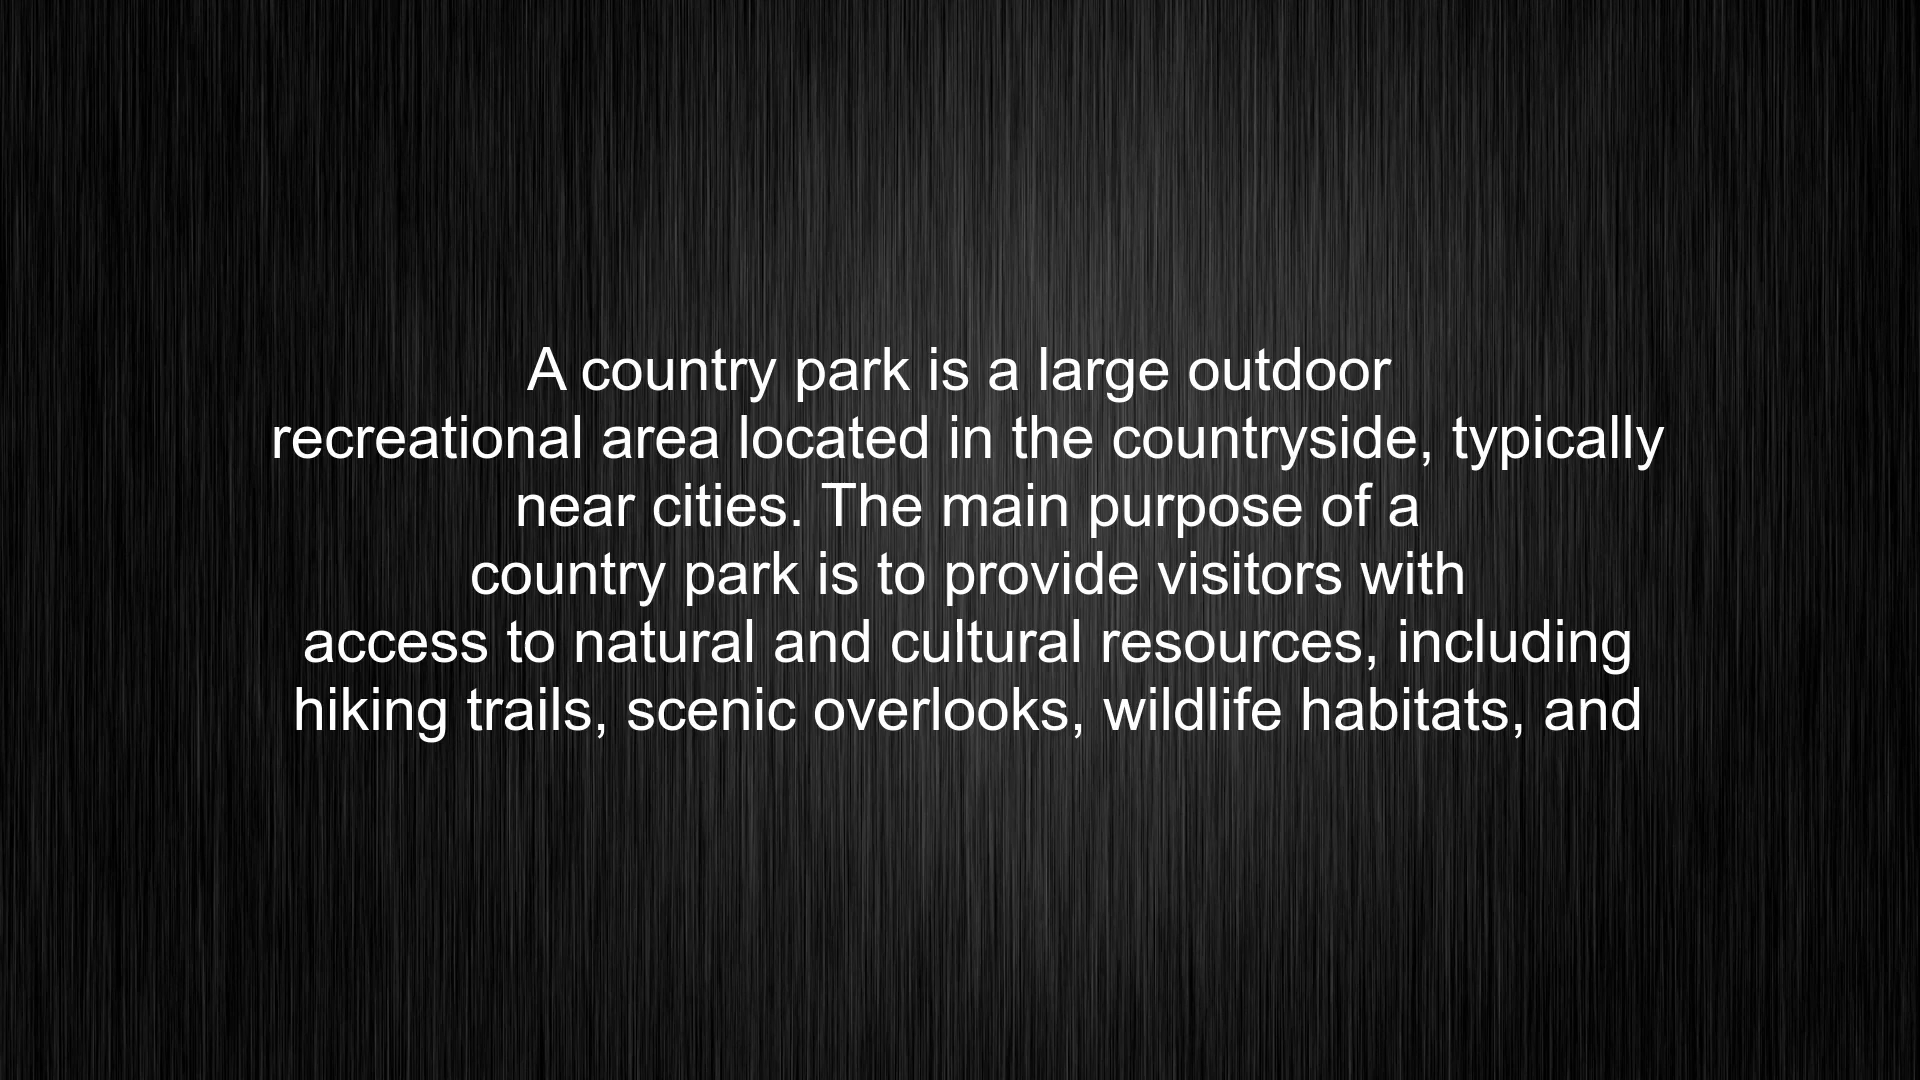 A country park is a large outdoor
recreational area located in the countryside, typically
near cities. The main purpose of a
country park is to provide visitors with
access to natural and cultural resources, including
hiking trails, scenic overlooks, wildlife habitats, and